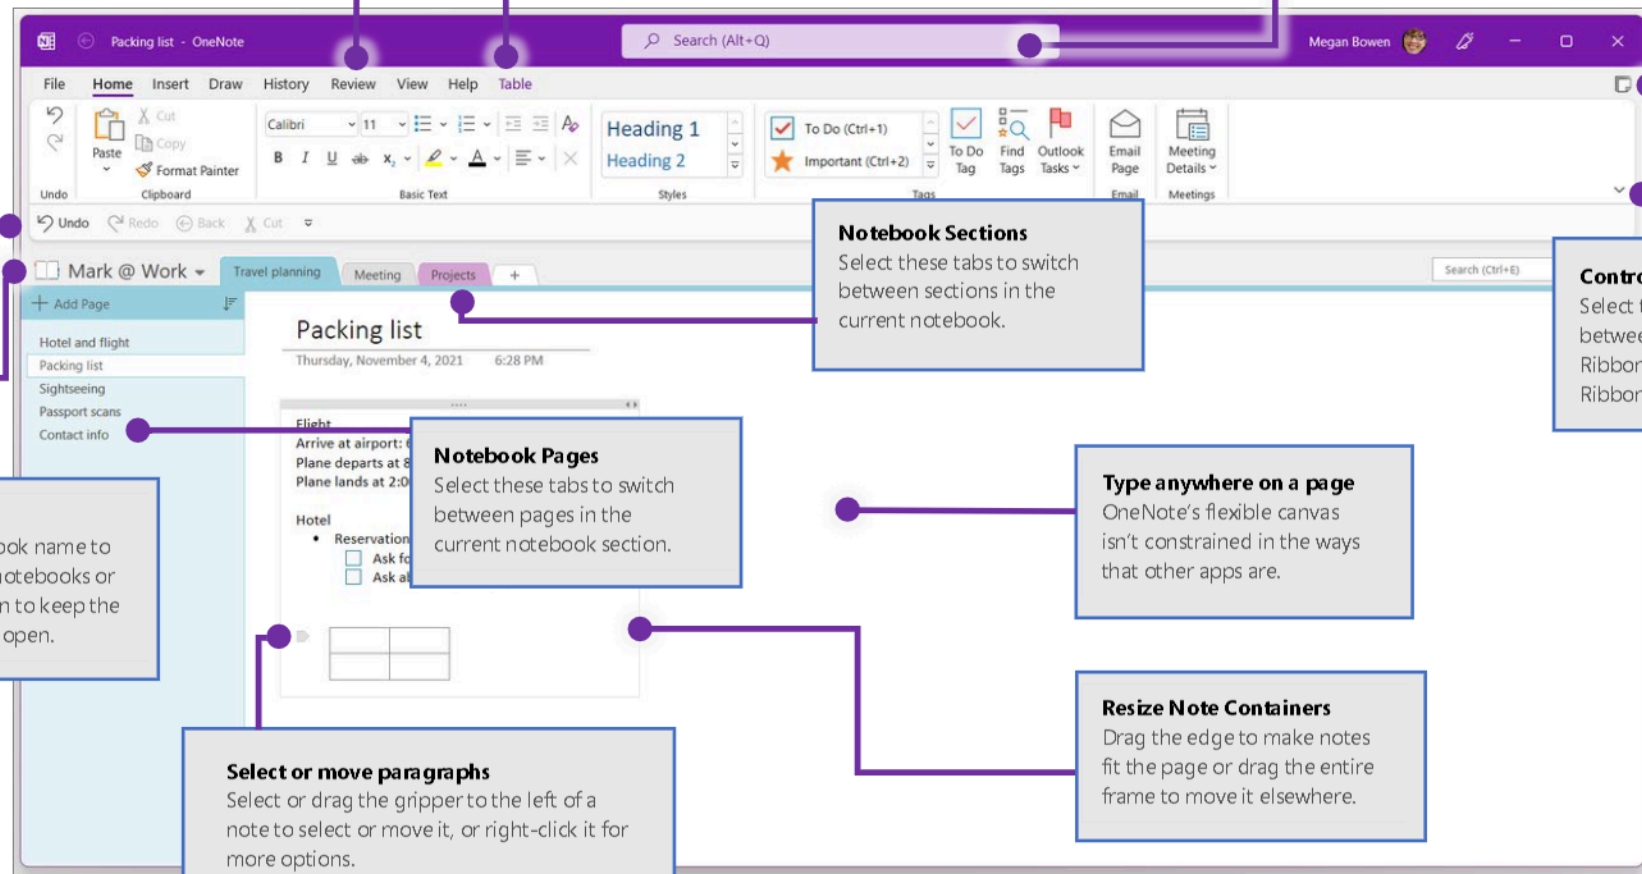 Packing list - OneNote
Search (Alt+Q)
Megan Bowen
File Home Insert Draw History Review View Help Table
Paste
Cut
Copy
Format Painter
Calibri 11
B I U ab x₂ A
Heading 1
Heading 2
To Do (Ctrl+1)
Important (Ctrl+2)
To Do Tag
Find Tags
Outlook Tasks
Email Page
Meeting Details
Undo Clipboard Basic Text Styles Tags Email Meetings
Undo Redo Back Cut
Mark @ Work
Travel planning Meeting Projects +
Search (Ctrl+E)
Add Page
Hotel and flight
Packing list
Sightseeing
Passport scans
Contact info
Packing list
Thursday, November 4, 2021 6:28 PM
Flight
Arrive at airport:
Plane departs at 8
Plane lands at 2:0
Hotel
• Reservation
Ask
Ask
Notebook Sections
Select these tabs to switch
between sections in the
current notebook.
Notebook Pages
Select these tabs to switch
between pages in the
current notebook section.
Type anywhere on a page
OneNote's flexible canvas
isn't constrained in the ways
that other apps are.
Resize Note Containers
Drag the edge to make notes
fit the page or drag the entire
frame to move it elsewhere.
Select or move paragraphs
Select or drag the gripper to the left of a
note to select or move it, or right-click it for
more options.
ook name to
notebooks or
n to keep the
open.
Contro
Select
betwee
Ribbon
Ribbon